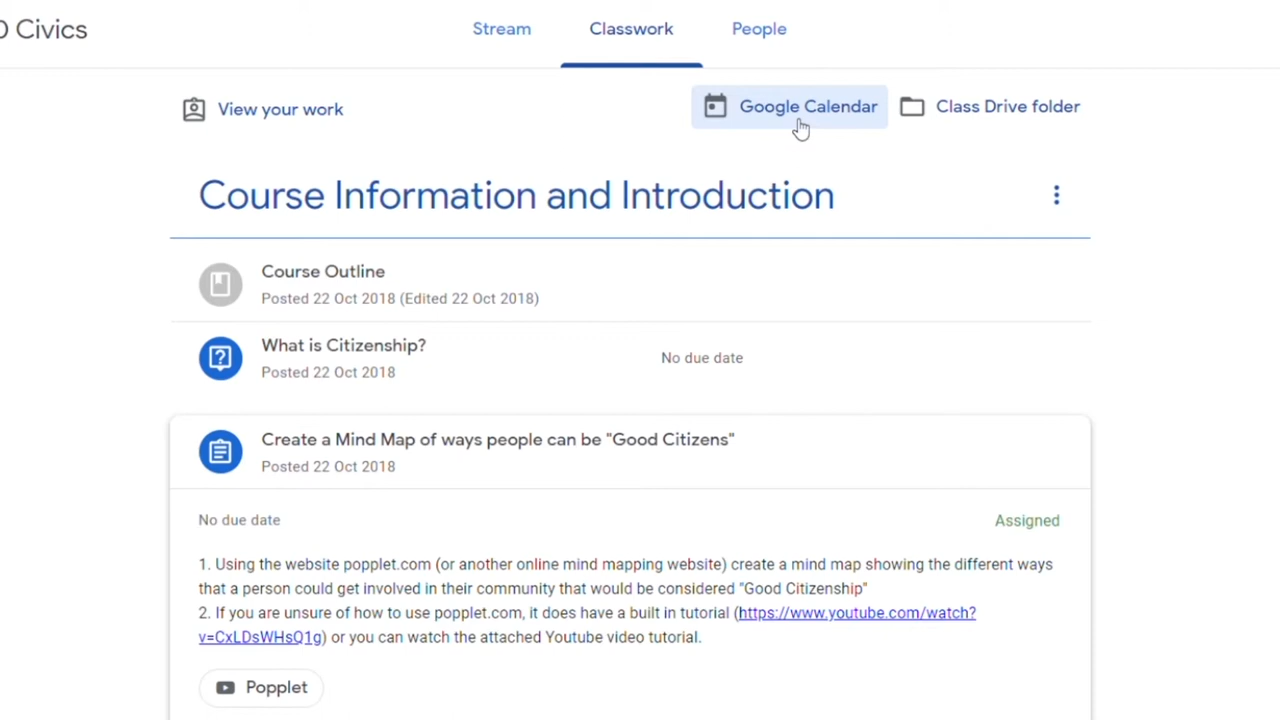 0 Civics
Stream
Classwork
People
View your work
Google Calendar
Class Drive folder
Course Information and Introduction
Course Outline
Posted 22 Oct 2018 (Edited 22 Oct 2018)
What is Citizenship?
Posted 22 Oct 2018
No due date
Create a Mind Map of ways people can be "Good Citizens"
Posted 22 Oct 2018
No due date
Assigned
1. Using the website popplet.com (or another online mind mapping website) create a mind map showing the different ways
that a person could get involved in their community that would be considered "Good Citizenship"
2. If you are unsure of how to use popplet.com, it does have a built in tutorial (https://www.youtube.com/watch?
v=CxLDsWHsQ1g) or you can watch the attached Youtube video tutorial.
Popplet